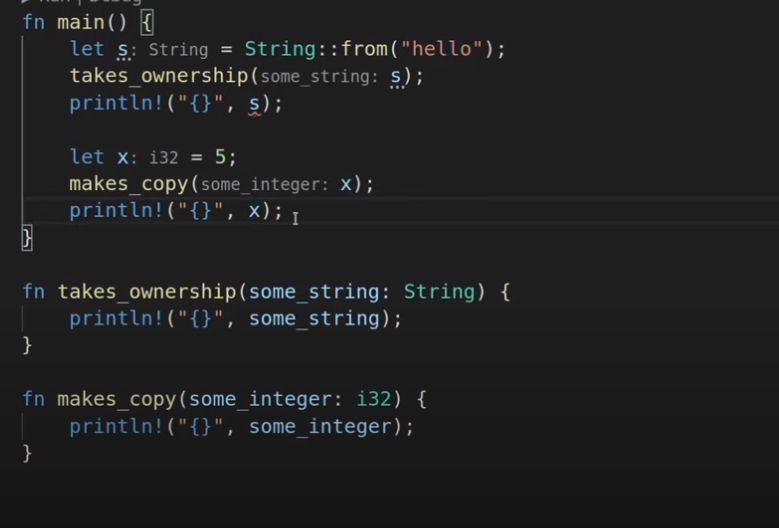 Run | Debug
fn main() {
    let s: String = String::from("hello");
    takes_ownership(some_string: s);
    println!("{}", s);

    let x: i32 = 5;
    makes_copy(some_integer: x);
    println!("{}", x);
}

fn takes_ownership(some_string: String) {
    println!("{}", some_string);
}

fn makes_copy(some_integer: i32) {
    println!("{}", some_integer);
}